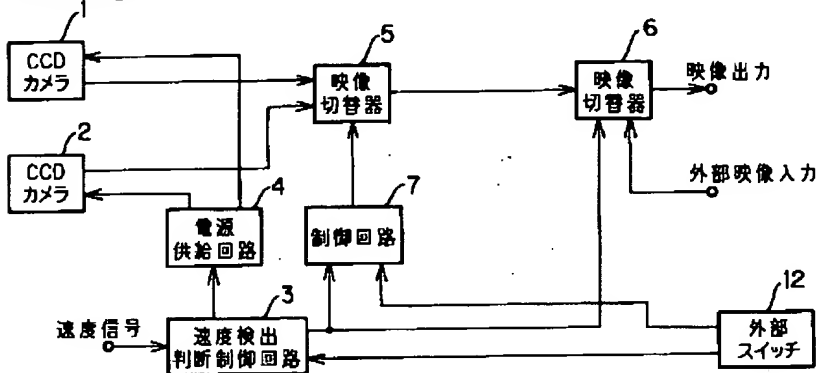 1
CCD
カメラ
2
CCD
カメラ
5
映像
切替器
6
映像
切替器
映像出力
外部映像入力
4
電源
供給回路
7
制御回路
速度信号
3
速度検出
判断制御回路
12
外部
スイッチ